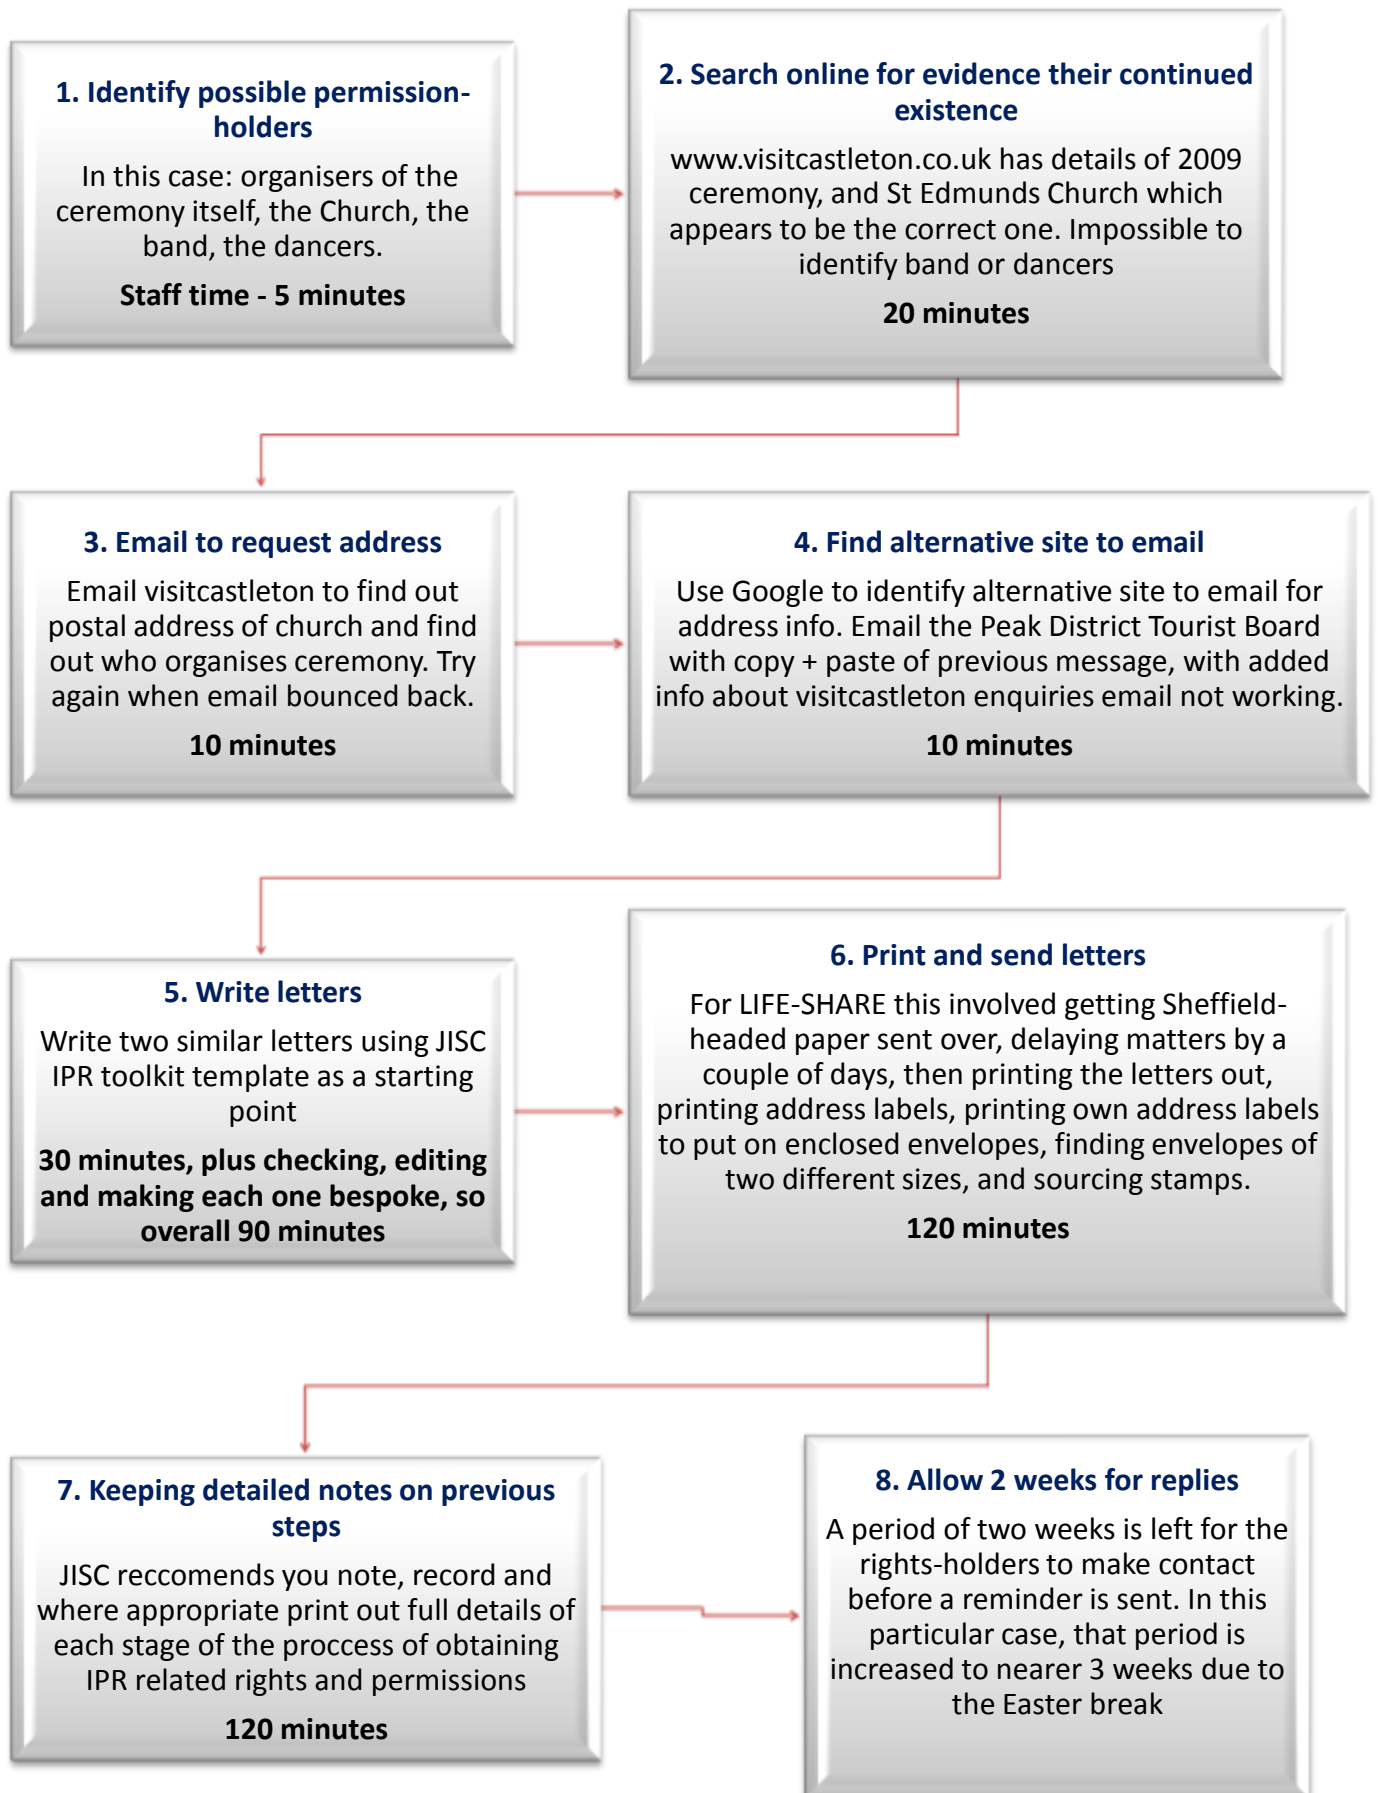 1. Identify possible permission-
holders
In this case: organisers of the
ceremony itself, the Church, the
band, the dancers.
Staff time - 5 minutes
2. Search online for evidence their continued
existence
www.visitcastleton.co.uk has details of 2009
ceremony, and St Edmunds Church which
appears to be the correct one. Impossible to
identify band or dancers
20 minutes
3. Email to request address
Email visitcastleton to find out
postal address of church and find
out who organises ceremony. Try
again when email bounced back.
10 minutes
4. Find alternative site to email
Use Google to identify alternative site to email for
address info. Email the Peak District Tourist Board
with copy + paste of previous message, with added
info about visitcastleton enquiries email not working.
10 minutes
5. Write letters
Write two similar letters using JISC
IPR toolkit template as a starting
point
30 minutes, plus checking, editing
and making each one bespoke, so
overall 90 minutes
6. Print and send letters
For LIFE-SHARE this involved getting Sheffield-
headed paper sent over, delaying matters by a
couple of days, then printing the letters out,
printing address labels, printing own address labels
to put on enclosed envelopes, finding envelopes of
two different sizes, and sourcing stamps.
120 minutes
7. Keeping detailed notes on previous
steps
JISC reccomends you note, record and
where appropriate print out full details of
each stage of the proccess of obtaining
IPR related rights and permissions
120 minutes
8. Allow 2 weeks for replies
A period of two weeks is left for the
rights-holders to make contact
before a reminder is sent. In this
particular case, that period is
increased to nearer 3 weeks due to
the Easter break